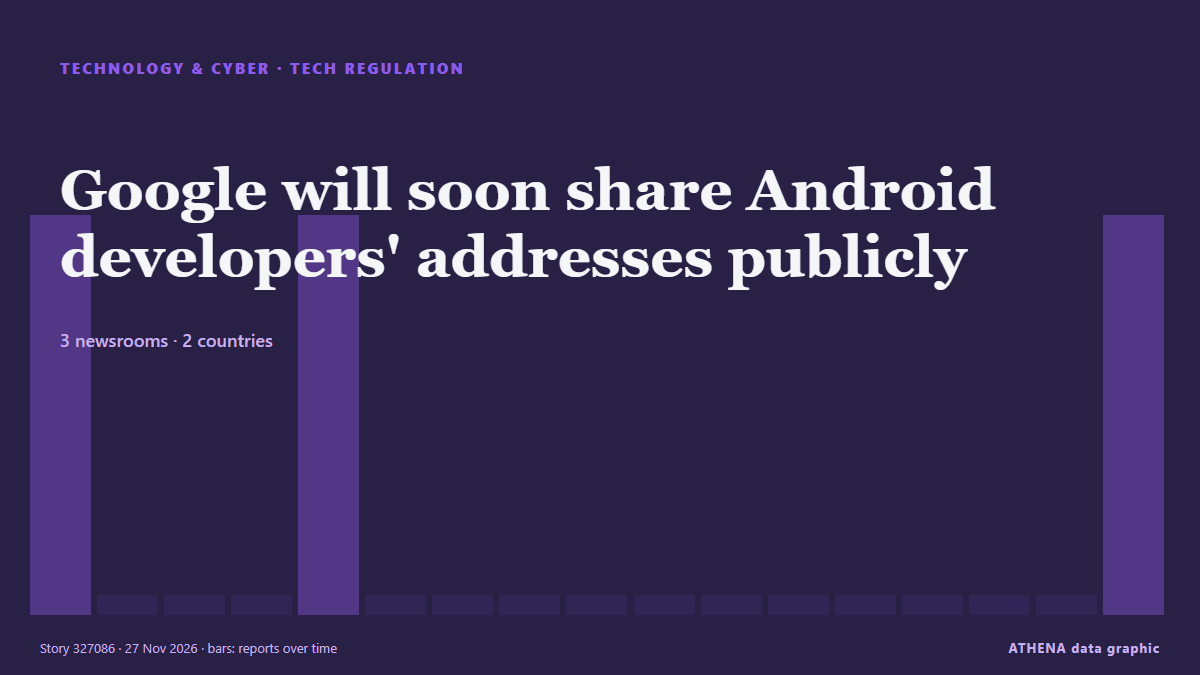 TECHNOLOGY & CYBER · TECH REGULATION
Google will soon share Android
developers' addresses publicly
3 newsrooms · 2 countries
Story 327086 · 27 Nov 2026 · bars: reports over time
ATHENA data graphic